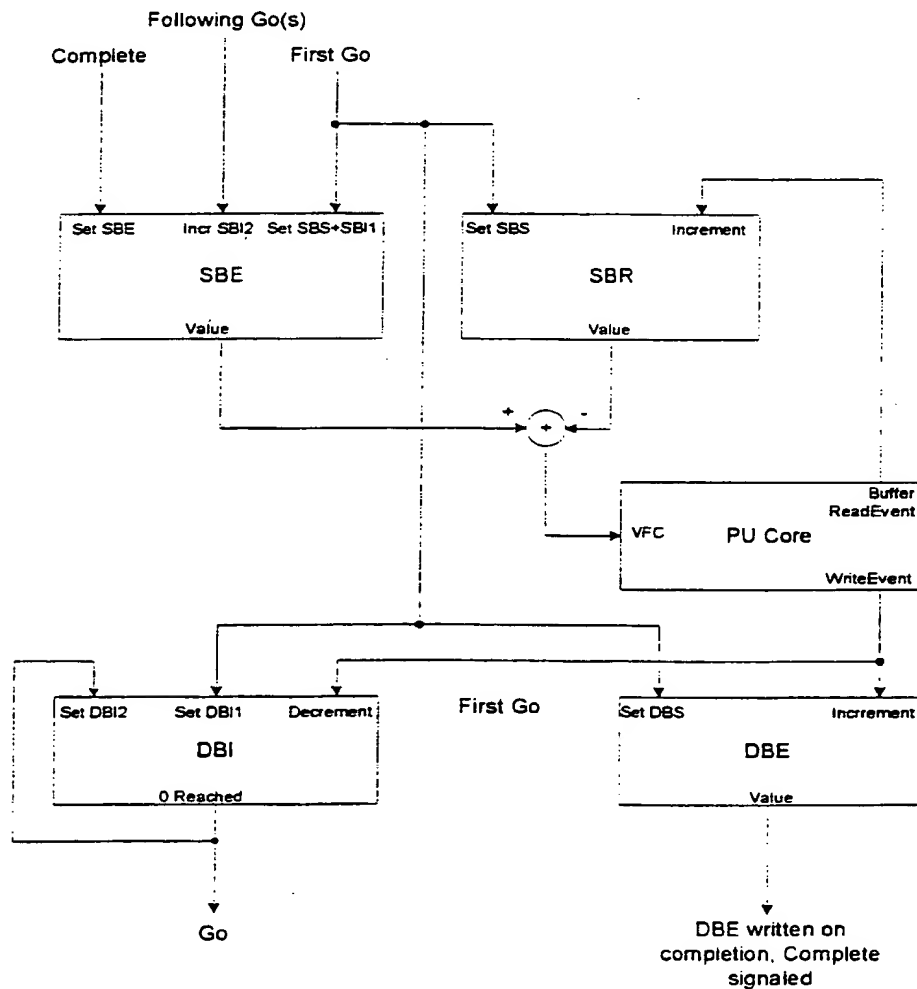 Following Go(s)
Complete
First Go
Set SBE
Incr SBI2
Set SBS+SBI1
SBE
Value
Set SBS
Increment
SBR
Value
+
-
+
Buffer
ReadEvent
VFC
PU Core
WriteEvent
Set DBI2
Set DBI1
Decrement
DBI
0 Reached
First Go
Set DBS
Incrrement
DBE
Value
Go
DBE written on
completion, Complete
signaled